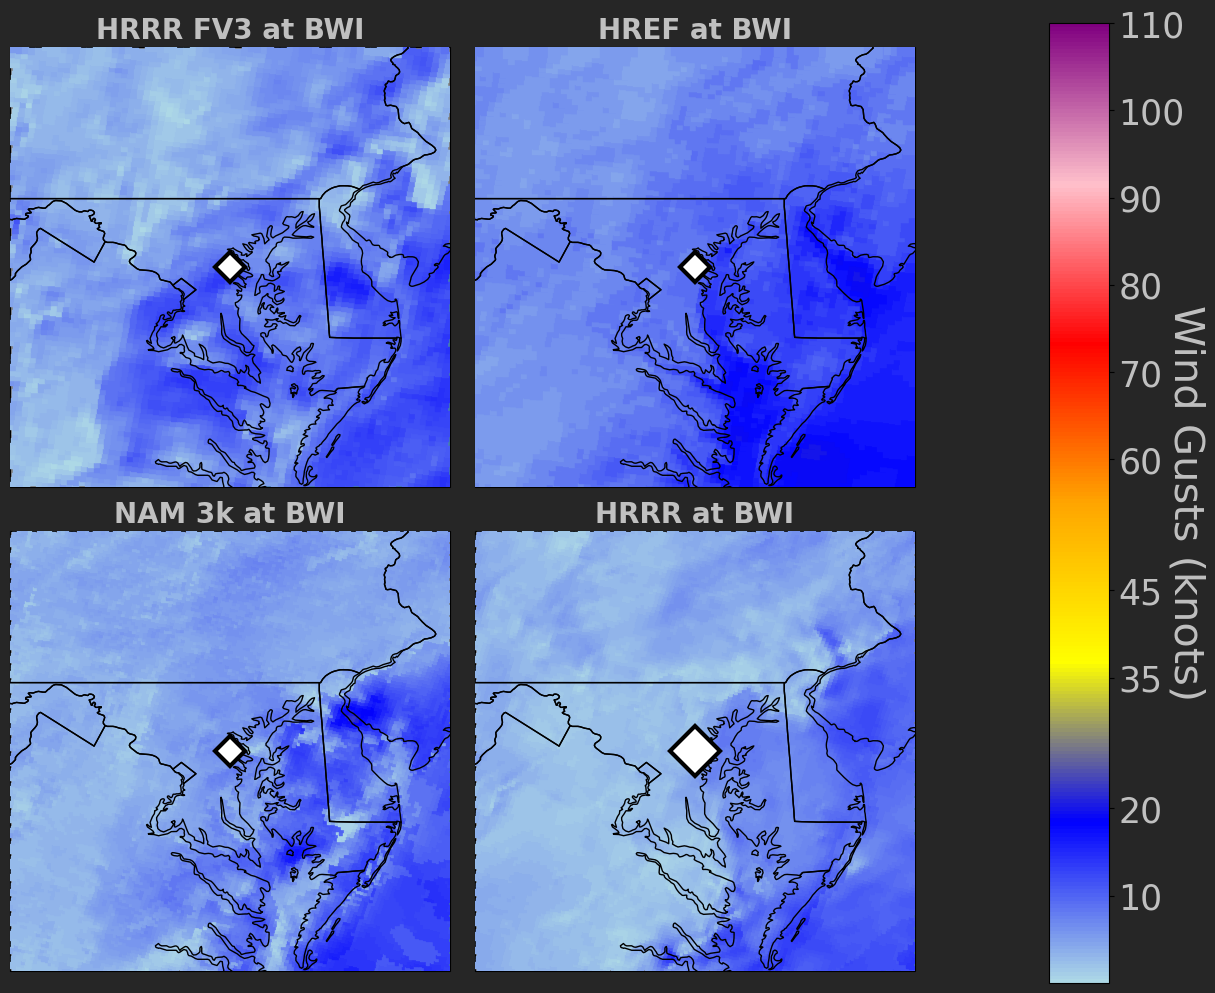 HRRR FV3 at BWI
HREF at BWI
NAM 3k at BWI
HRRR at BWI
110
100
90
80
70
60
45
35
20
10
Wind Gusts (knots)